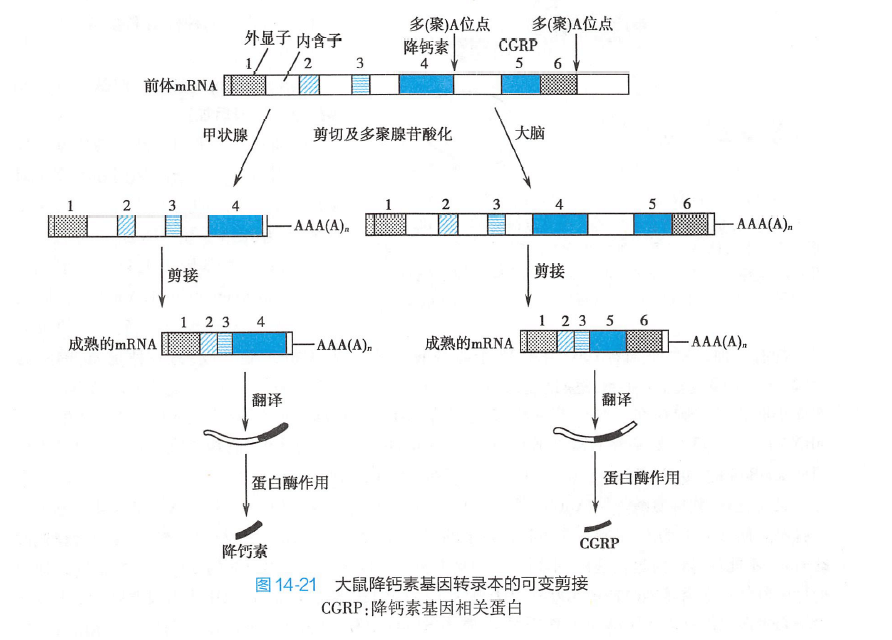 多(聚)A位点 多(聚)A位点
外显子 内含子 降钙素 CGRP
1 2 3 4 5 6
前体mRNA
甲状腺 剪切及多聚腺苷酸化 大脑
1 2 3 4 1 2 3 4 5 6
AAA(A)n AAA(A)n
剪接 剪接
1 2 3 4 1 2 3 5 6
成熟的mRNA AAA(A)n 成熟的mRNA AAA(A)n
翻译 翻译
蛋白酶作用 蛋白酶作用
降钙素 CGRP
图14-21 大鼠降钙素基因转录本的可变剪接
CGRP:降钙素基因相关蛋白